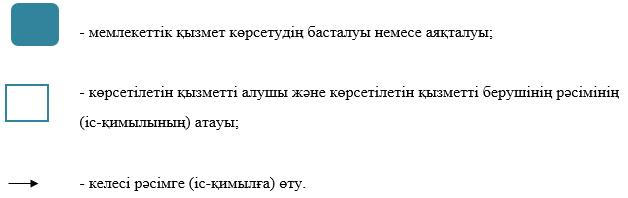 - мемлекеттік қызмет көрсетудің басталуы немесе аяқталуы;
- көрсетілетін қызметті алушы және көрсетілетін қызметті берушінің рәсімінің
(іс-қимылының) атауы;
- келесі рәсімге (іс-қимылға) өту.